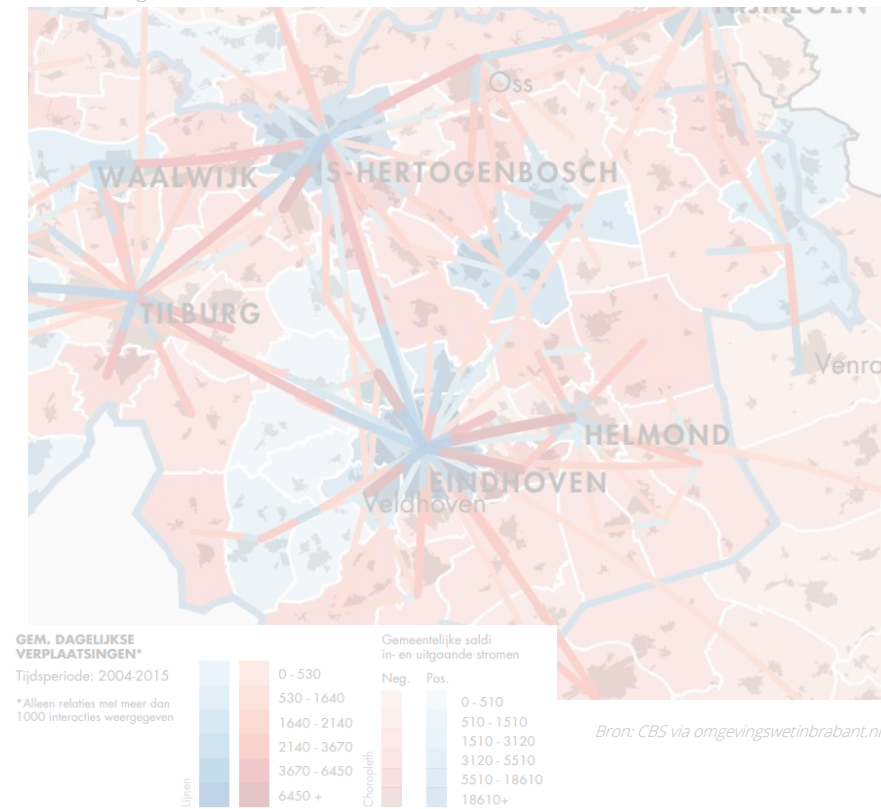 NIJMEGEN
Oss
WAALWIJK
'S-HERTOGENBOSCH
TILBURG
Venra
HELMOND
EINDHOVEN
Veldhoven
GEM. DAGELIJKSE
VERPLAATSINGEN*
Tijdsperiode: 2004-2015
*Alleen relaties met meer dan
1000 interacties weergegeven
Lijnen
0 - 530
530 - 1640
1640 - 2140
2140 - 3670
3670 - 6450
6450 +
Gemeentelijke saldi
in- en uitgaande stromen
Neg. Pos.
Choropleth
0 - 510
510 - 1510
1510 - 3120
3120 - 5510
5510 - 18610
18610+
Bron: CBS via omgevingswetinbrabant.nl